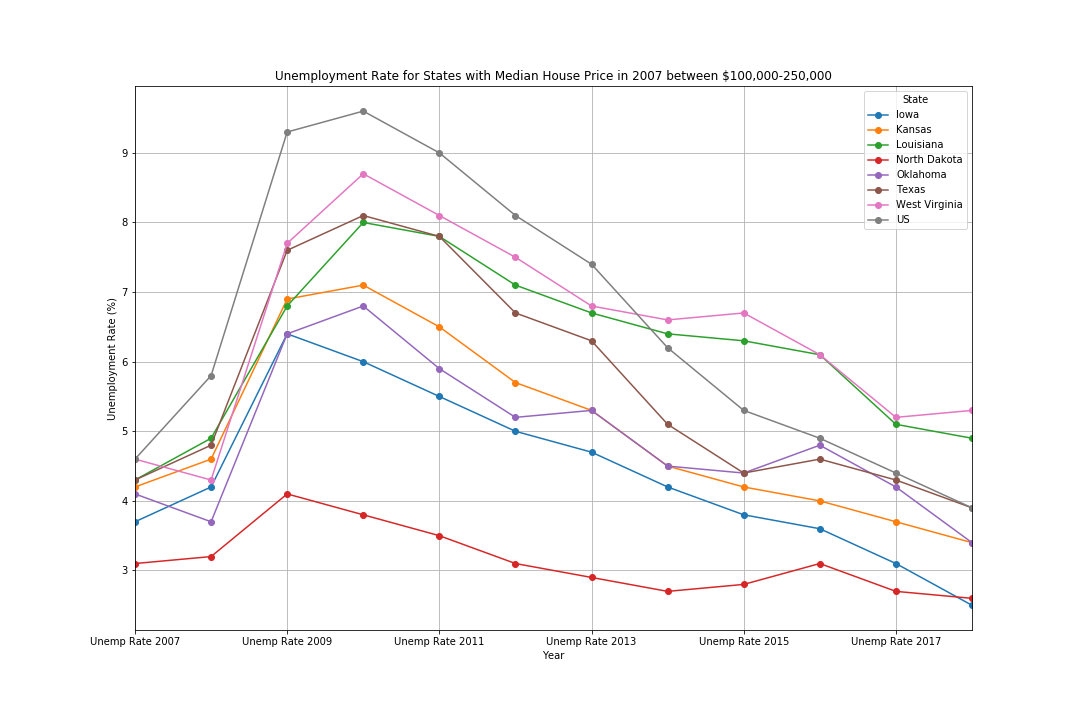 Unemployment Rate for States with Median House Price in 2007 between $100,000-250,000
State
Iowa
Kansas
Louisiana
North Dakota
Oklahoma
Texas
West Virginia
US
Unemployment Rate (%)
9
8
7
6
5
4
3
Unemp Rate 2007 Unemp Rate 2009 Unemp Rate 2011 Unemp Rate 2013 Unemp Rate 2015 Unemp Rate 2017
Year